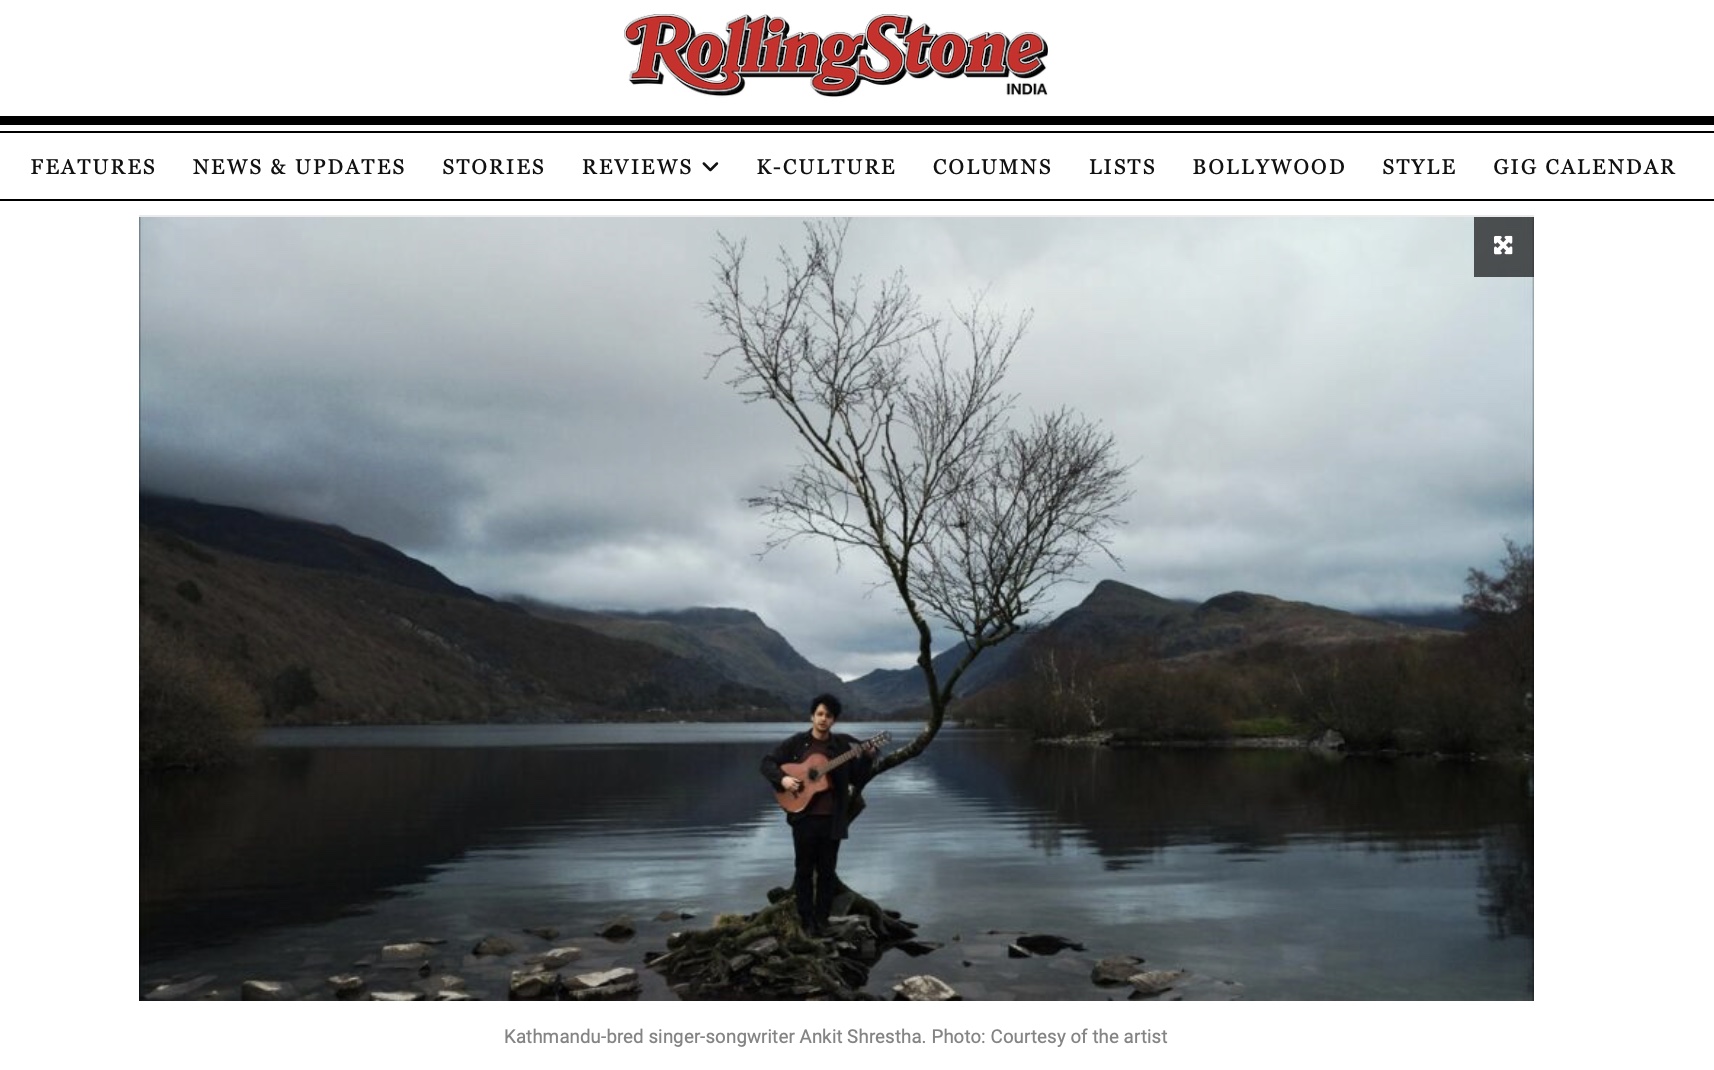 RollingStone
INDIA
FEATURES NEWS & UPDATES STORIES REVIEWS K-CULTURE COLUMNS LISTS BOLLYWOOD STYLE GIG CALENDAR
Kathmandu-bred singer-songwriter Ankit Shrestha. Photo: Courtesy of the artist